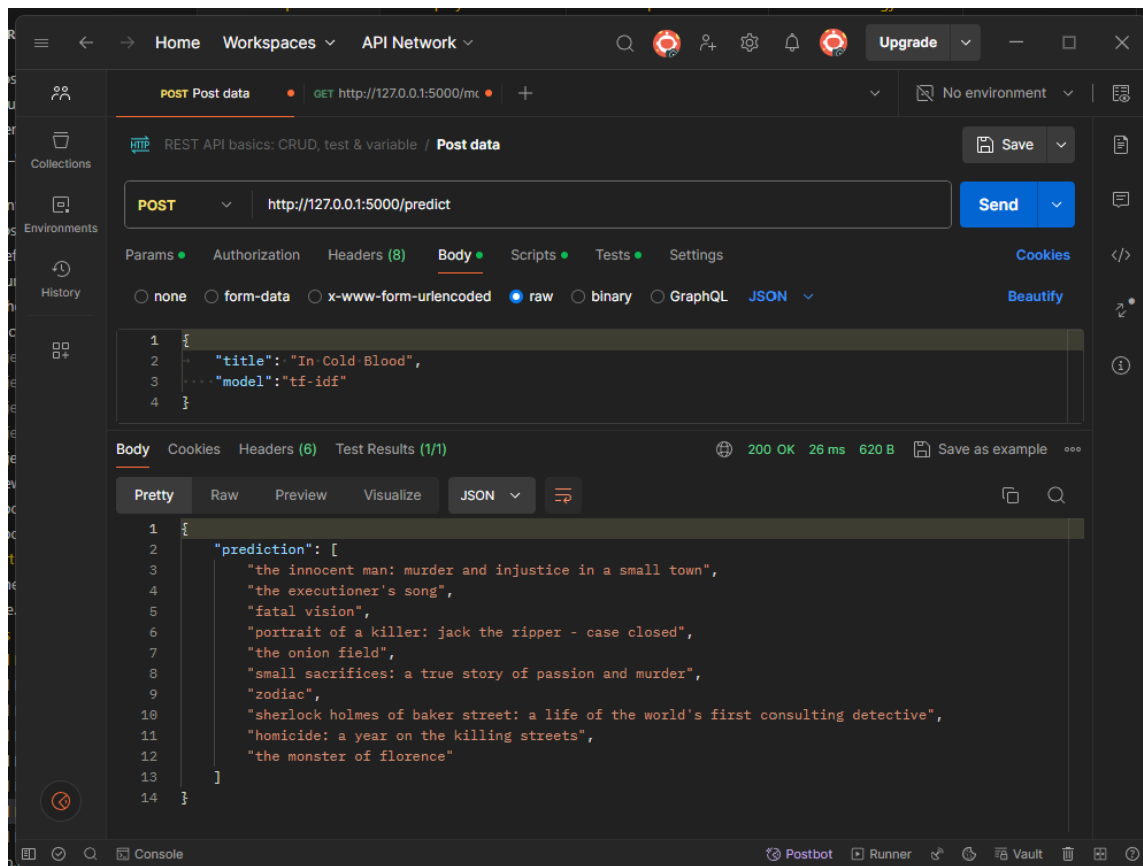 Home Workspaces API Network Upgrade
POST Post data GET http://127.0.0.1:5000/mc No environment
HTTP REST API basics: CRUD, test & variable / Post data Save
Collections
POST http://127.0.0.1:5000/predict Send
Environments
Params Authorization Headers (8) Body Scripts Tests Settings Cookies
History
none form-data x-www-form-urlencoded raw binary GraphQL JSON Beautify
1 {
2 "title": "In Cold Blood",
3 "model":"tf-idf"
4 }
Body Cookies Headers (6) Test Results (1/1) 200 OK 26 ms 620 B Save as example
Pretty Raw Preview Visualize JSON
1 {
2 "prediction": [
3 "the innocent man: murder and injustice in a small town",
4 "the executioner's song",
5 "fatal vision",
6 "portrait of a killer: jack the ripper - case closed",
7 "the onion field",
8 "small sacrifices: a true story of passion and murder",
9 "zodiac",
10 "sherlock holmes of baker street: a life of the world's first consulting detective",
11 "homicide: a year on the killing streets",
12 "the monster of florence"
13 ]
14 }
Console Postbot Runner Vault